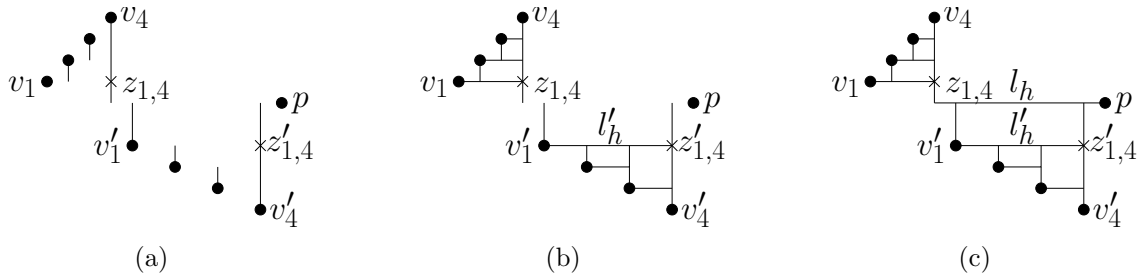 v₄ v₄ v₄
v₁ z₁,₄ v₁ z₁,₄ v₁ z₁,₄ lₕ
p p p
v′₁ z′₁,₄ v′₁ l′ₕ z′₁,₄ v′₁ l′ₕ z′₁,₄
v′₄ v′₄ v′₄
(a) (b) (c)